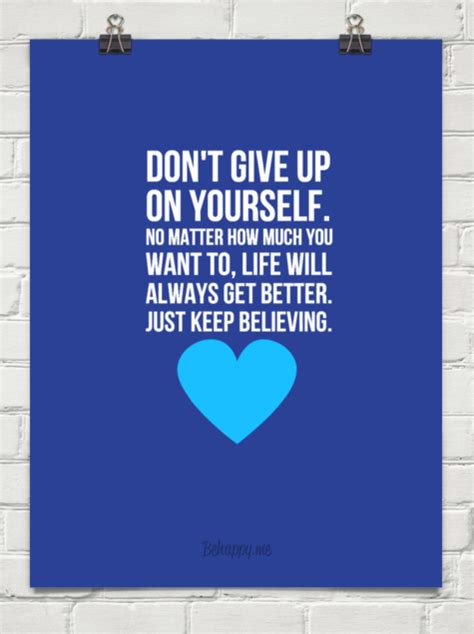 DON'T GIVE UP
ON YOURSELF.
NO MATTER HOW MUCH YOU
WANT TO, LIFE WILL
ALWAYS GET BETTER.
JUST KEEP BELIEVING.
Behappy.me